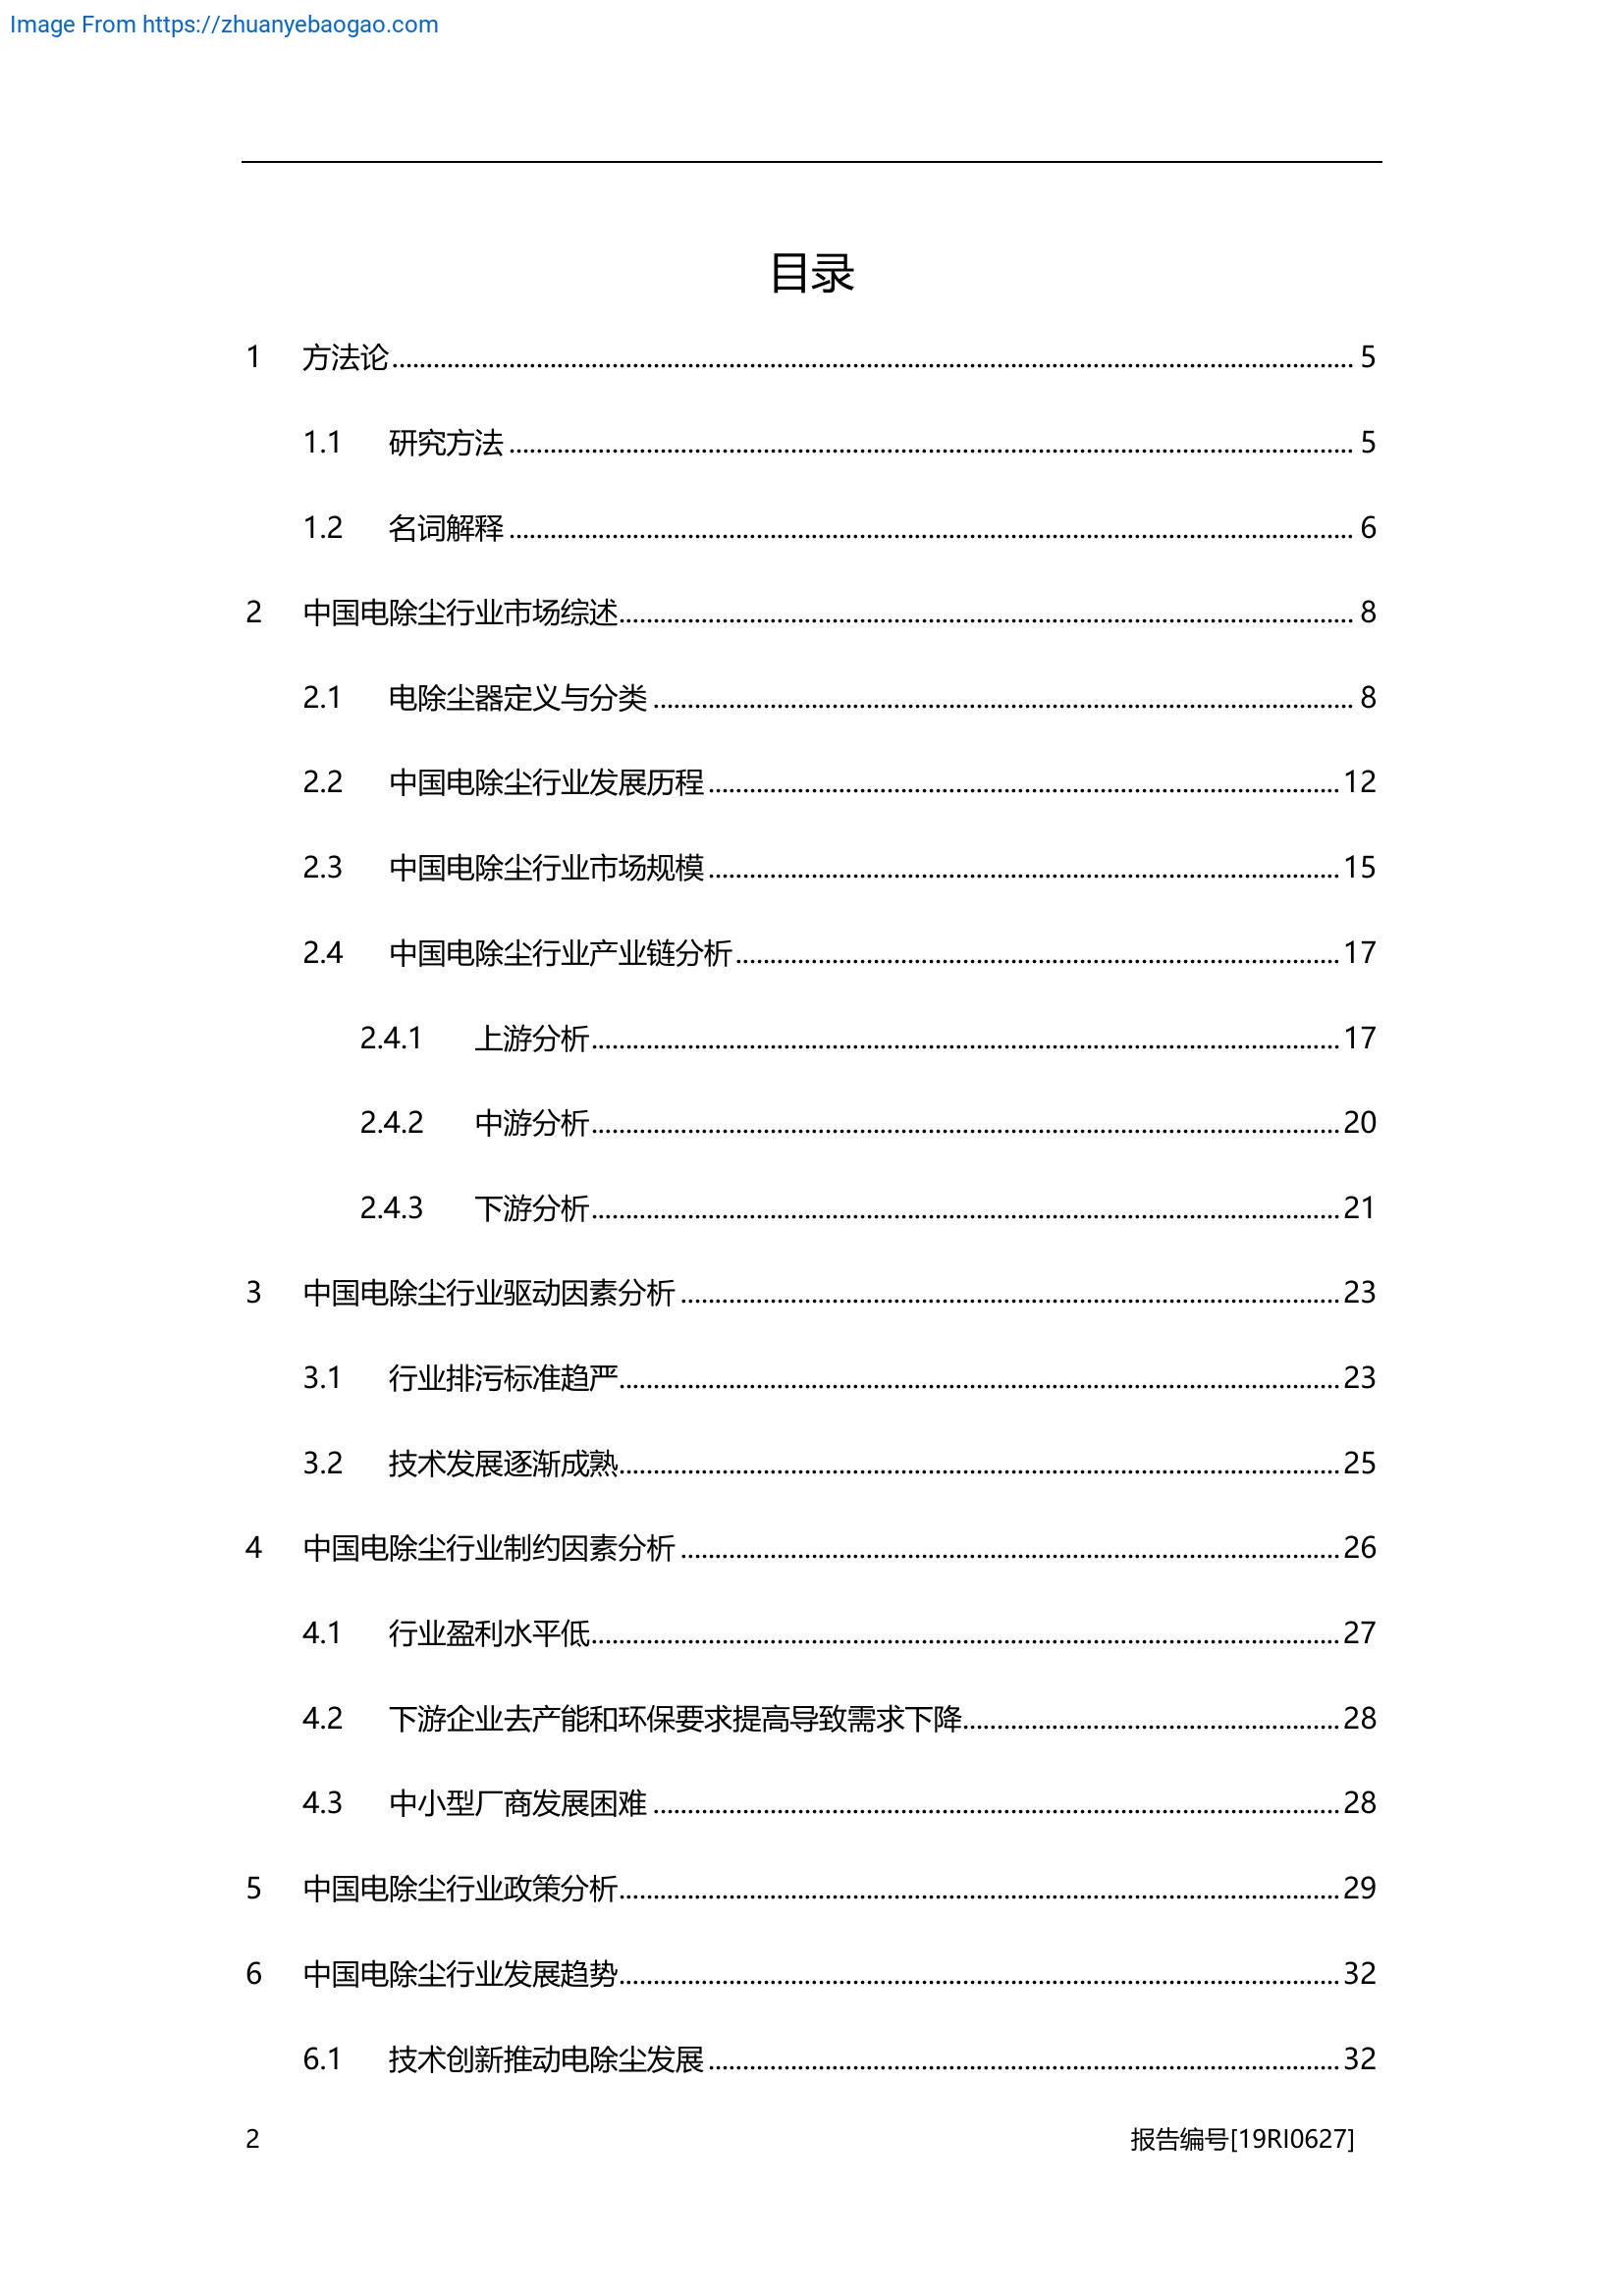 Image From https://zhuanyebaogao.com
目录
1 方法论 5
1.1 研究方法 5
1.2 名词解释 6
2 中国电除尘行业市场综述 8
2.1 电除尘器定义与分类 8
2.2 中国电除尘行业发展历程 12
2.3 中国电除尘行业市场规模 15
2.4 中国电除尘行业产业链分析 17
2.4.1 上游分析 17
2.4.2 中游分析 20
2.4.3 下游分析 21
3 中国电除尘行业驱动因素分析 23
3.1 行业排污标准趋严 23
3.2 技术发展逐渐成熟 25
4 中国电除尘行业制约因素分析 26
4.1 行业盈利水平低 27
4.2 下游企业去产能和环保要求提高导致需求下降 28
4.3 中小型厂商发展困难 28
5 中国电除尘行业政策分析 29
6 中国电除尘行业发展趋势 32
6.1 技术创新推动电除尘发展 32
2 报告编号[19RI0627]